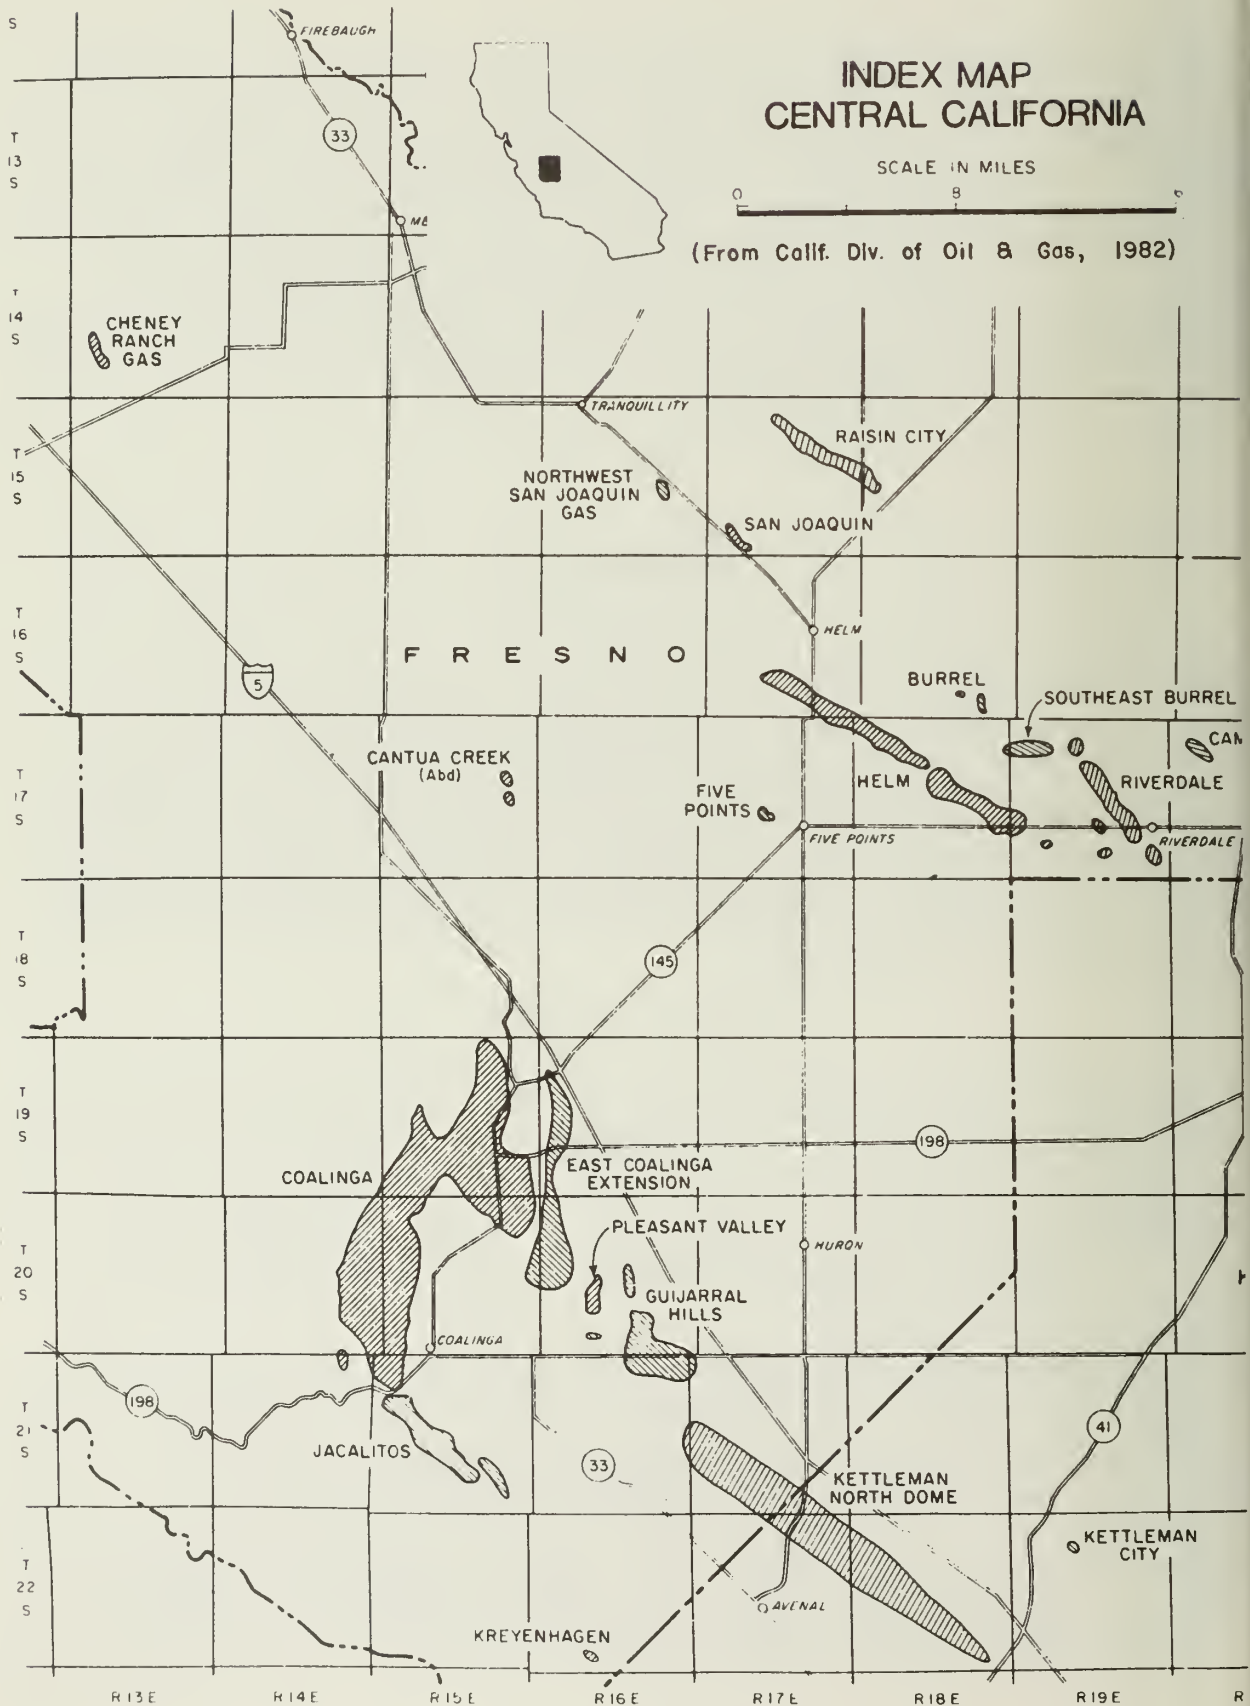 S
FIREBAUGH
INDEX MAP
CENTRAL CALIFORNIA
SCALE IN MILES
0 8
(From Calif. Div. of Oil & Gas, 1982)
T
13
S
33
T
14
S
CHENEY
RANCH
GAS
TRANQUILLITY
RAISIN CITY
T
15
S
NORTHWEST
SAN JOAQUIN
GAS
SAN JOAQUIN
T
16
S
HELM
FRESNO
5
BURREL
SOUTHEAST BURREL
T
17
S
CANTUA CREEK
(Abd)
FIVE
POINTS
HELM
RIVERDALE
FIVE POINTS
RIVERDALE
T
18
S
145
T
19
S
198
COALINGA
EAST COALINGA
EXTENSION
PLEASANT VALLEY
HURON
T
20
S
GUIJARRAL
HILLS
COALINGA
198
T
21
S
JACALITOS
33
41
KETTLEMAN
NORTH DOME
KETTLEMAN
CITY
T
22
S
AVENAL
KREYENHAGEN
R13E R14E R15E R16E R17E R18E R19E R